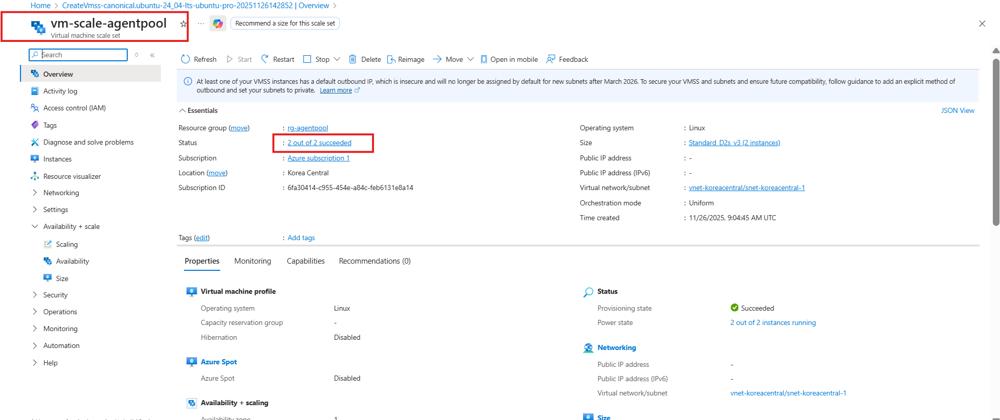 Home > CreateVmss-canonical.ubuntu-24_04-lts-ubuntu-pro-20251126142852 | Overview >
vm-scale-agentpool
Virtual machine scale set
Recommend a size for this scale set
Search
Overview
Activity log
Access control (IAM)
Tags
Diagnose and solve problems
Instances
Resource visualizer
Networking
Settings
Availability + scale
Scaling
Availability
Size
Security
Operations
Monitoring
Automation
Help
Refresh Start Restart Stop Delete Reimage Move Open in mobile Feedback
At least one of your VMSS instances has a default outbound IP, which is insecure and will no longer be assigned by default for new subnets after March 2026. To secure your VMSS and subnets and ensure future compatibility, follow guidance to add an explicit method of
outbound and set your subnets to private. Learn more
Essentials
JSON View
Resource group (move) : rg-agentpool
Status : 2 out of 2 succeeded
Subscription : Azure subscription 1
Location (move) : Korea Central
Subscription ID : 6fa30414-c955-454e-a84c-feb6131e8a14
Operating system : Linux
Size : Standard_D2s_v3 (2 instances)
Public IP address : -
Public IP address (IPv6) : -
Virtual network/subnet : vnet-koreacentral/snet-koreacentral-1
Orchestration mode : Uniform
Time created : 11/26/2025, 9:04:45 AM UTC
Tags (edit) : Add tags
Properties Monitoring Capabilities Recommendations (0)
Virtual machine profile
Operating system Linux
Capacity reservation group -
Hibernation Disabled
Azure Spot
Azure Spot Disabled
Availability + scaling
Availability zone 1
Status
Provisioning state Succeeded
Power state 2 out of 2 instances running
Networking
Public IP address -
Public IP address (IPv6) -
Virtual network/subnet vnet-koreacentral/snet-koreacentral-1
Size